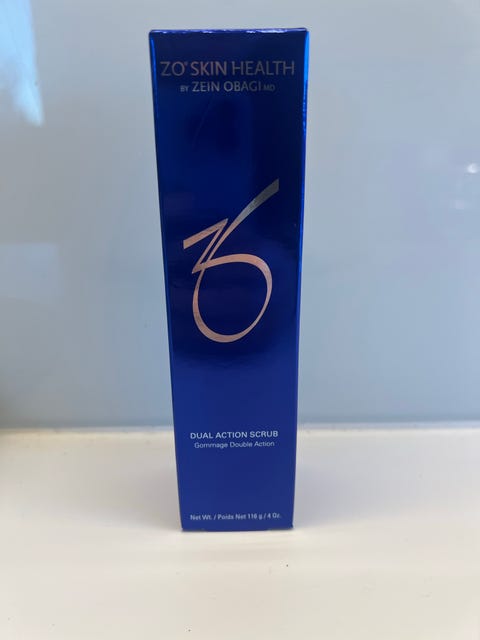 ZO® SKIN HEALTH
BY ZEIN OBAGI MD
DUAL ACTION SCRUB
Gommage Double Action
Net Wt. / Poids Net 116 g / 4 Oz.